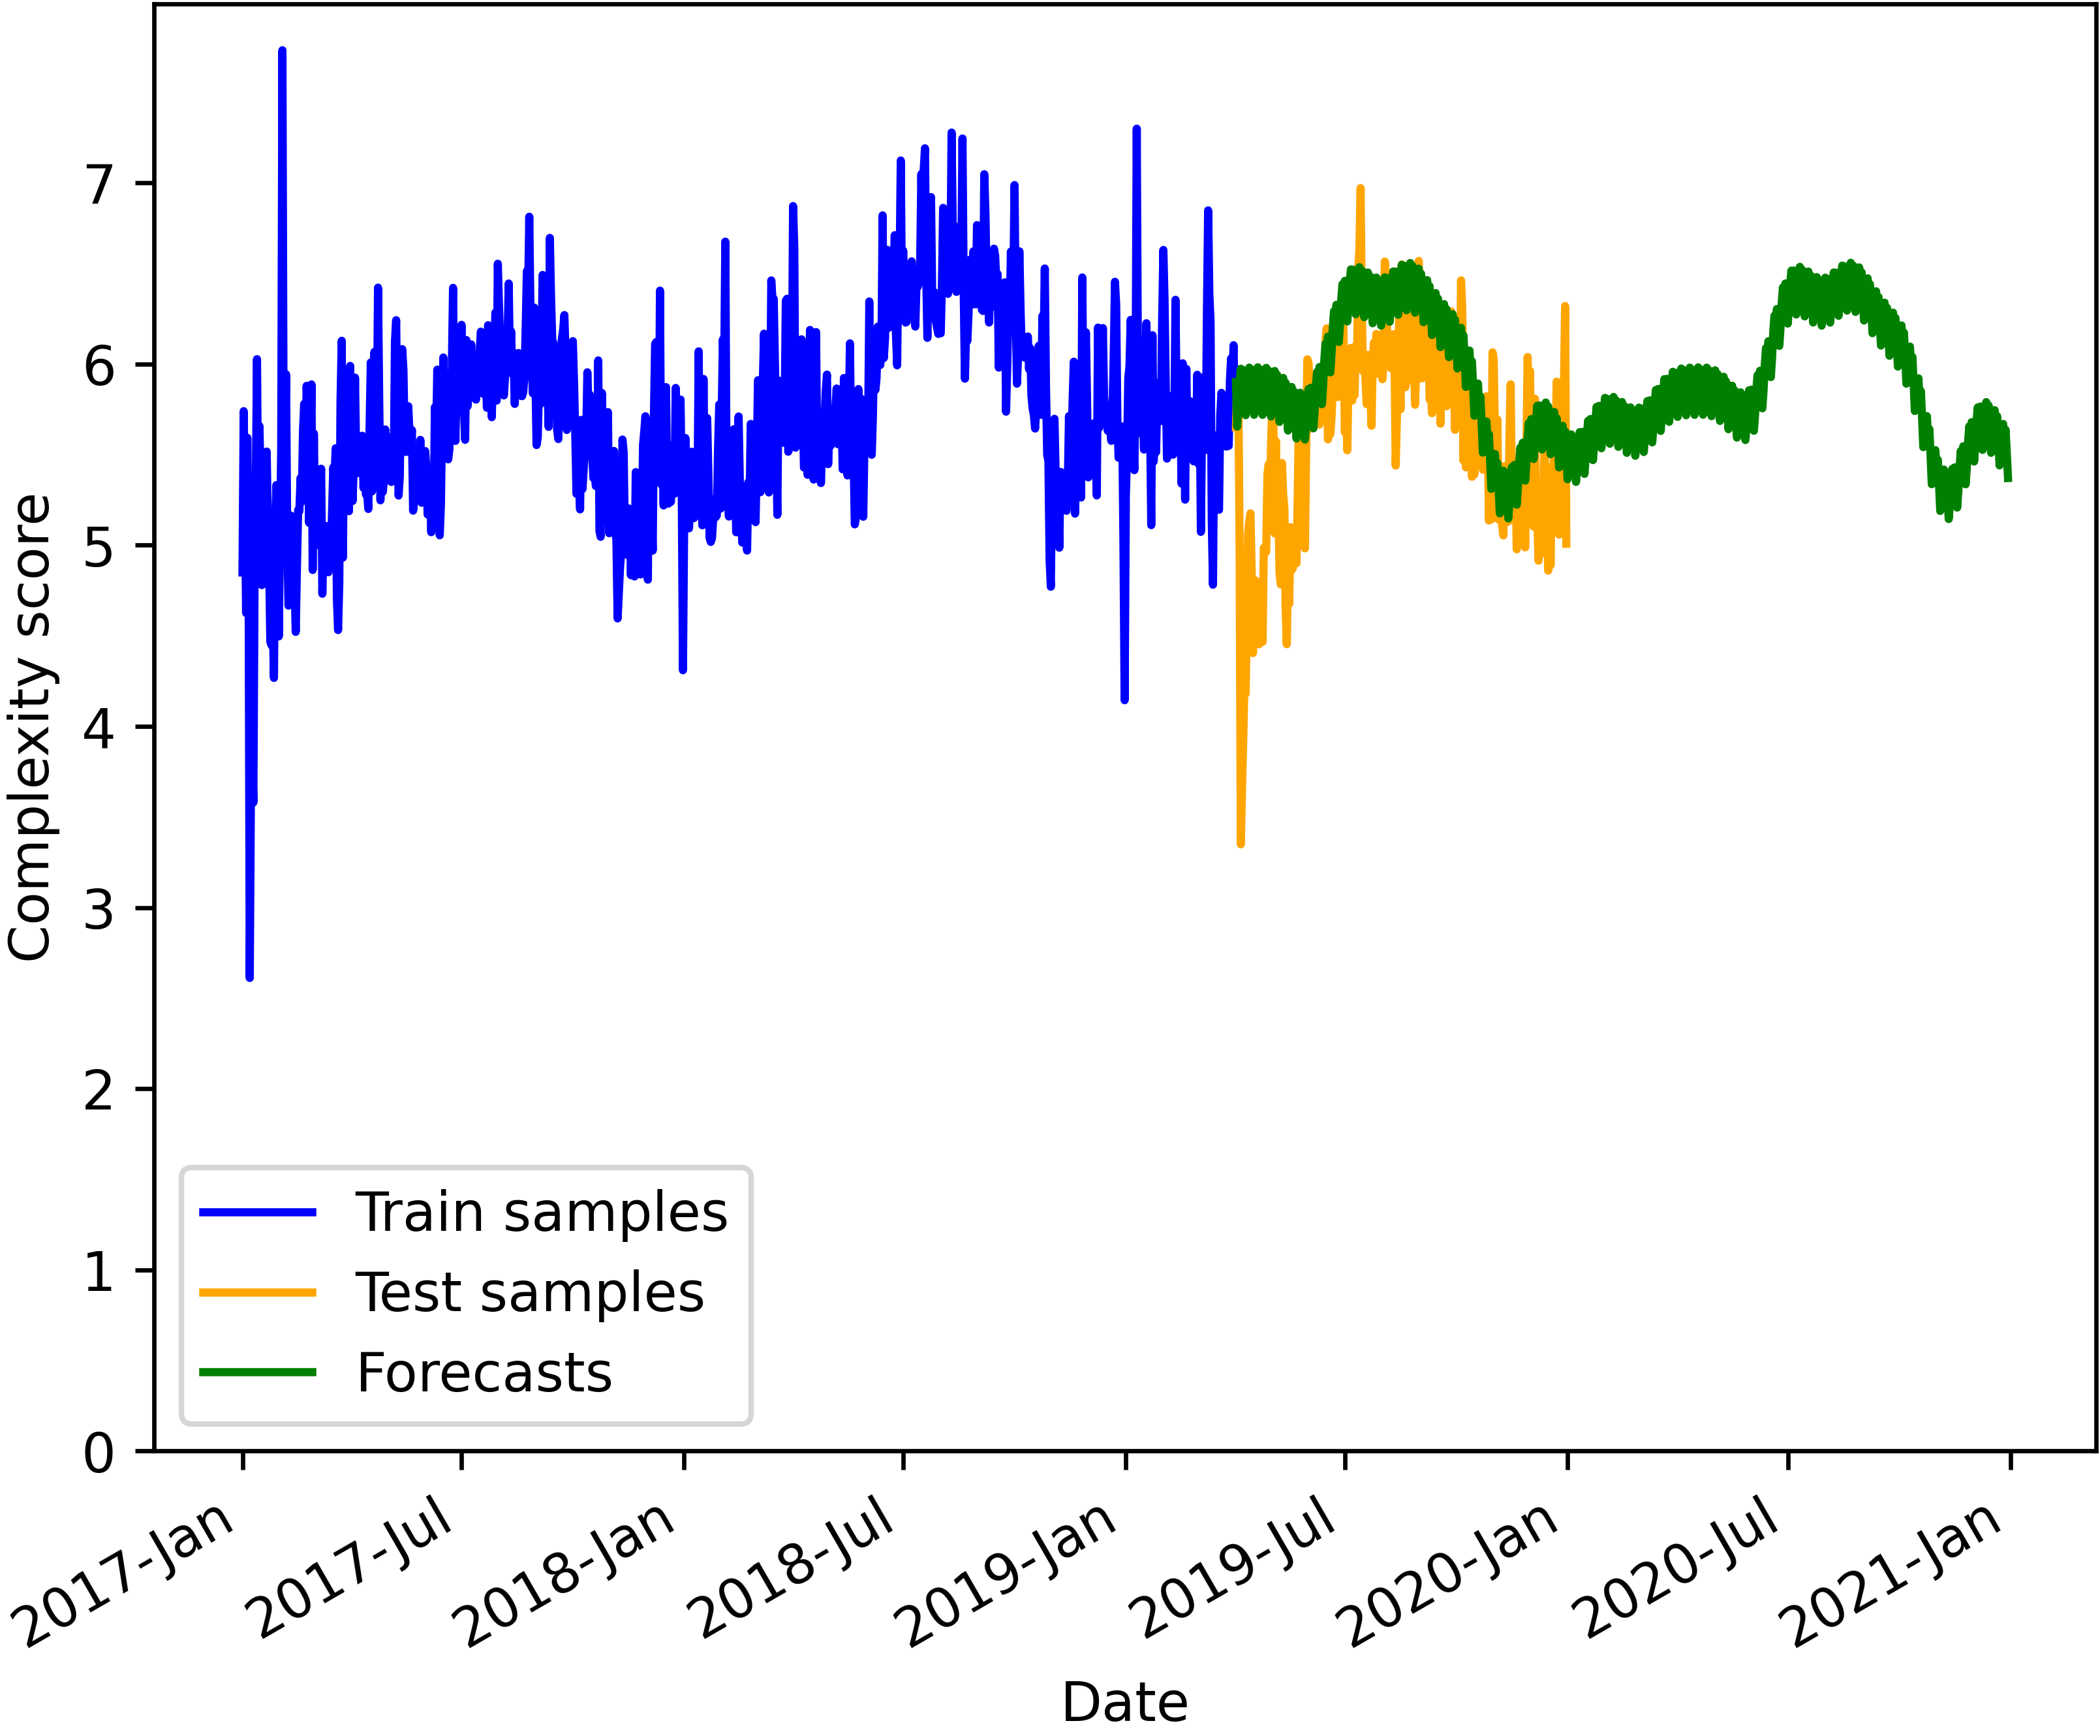 Complexity score
7
6
5
4
3
2
1
0
Train samples
Test samples
Forecasts
2017-Jan
2017-Jul
2018-Jan
2018-Jul
2019-Jan
2019-Jul
2020-Jan
2020-Jul
2021-Jan
Date